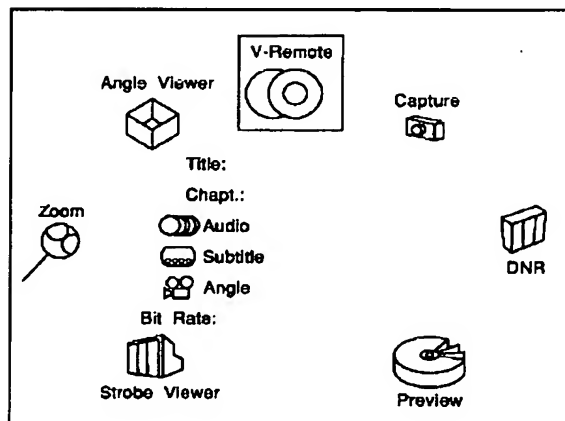 V-Remote
Angle Viewer
Capture
Title:
Chapt.:
Zoom
Audio
Subtitle
DNR
Angle
Bit Rate:
Strobe Viewer
Preview